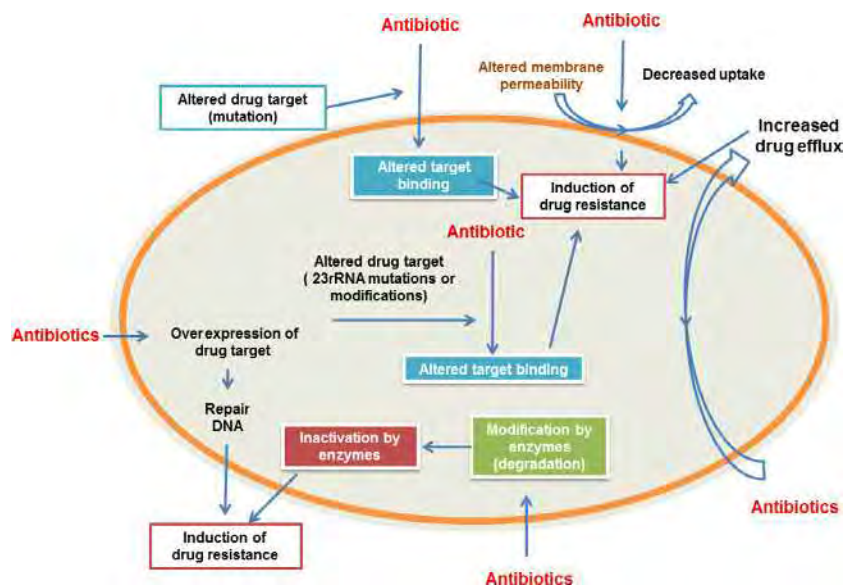 Antibiotic
Antibiotics
Altered drug target
(mutation)
Altered membrane
permeability
Decreased uptake
Increased
drug efflux
Altered target
binding
Induction of
drug resistance
Antibiotic
Altered drug target
( 23rRNA mutations or
modifications)
Antibiotics
Over expression of
drug target
Altered target binding
Repair
DNA
Inactivation by
enzymes
Modification by
enzymes
(degradation)
Antibiotics
Induction of
drug resistance
Antibiotics